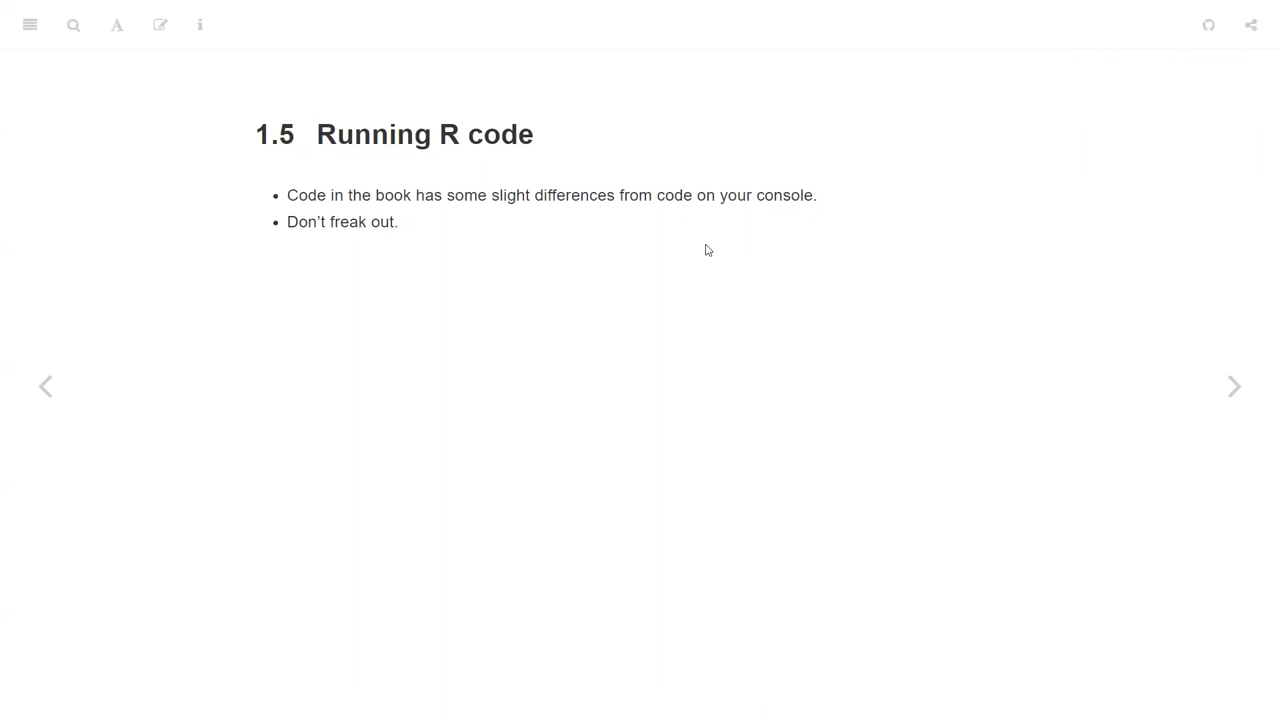 1.5 Running R code
• Code in the book has some slight differences from code on your console.
• Don't freak out.